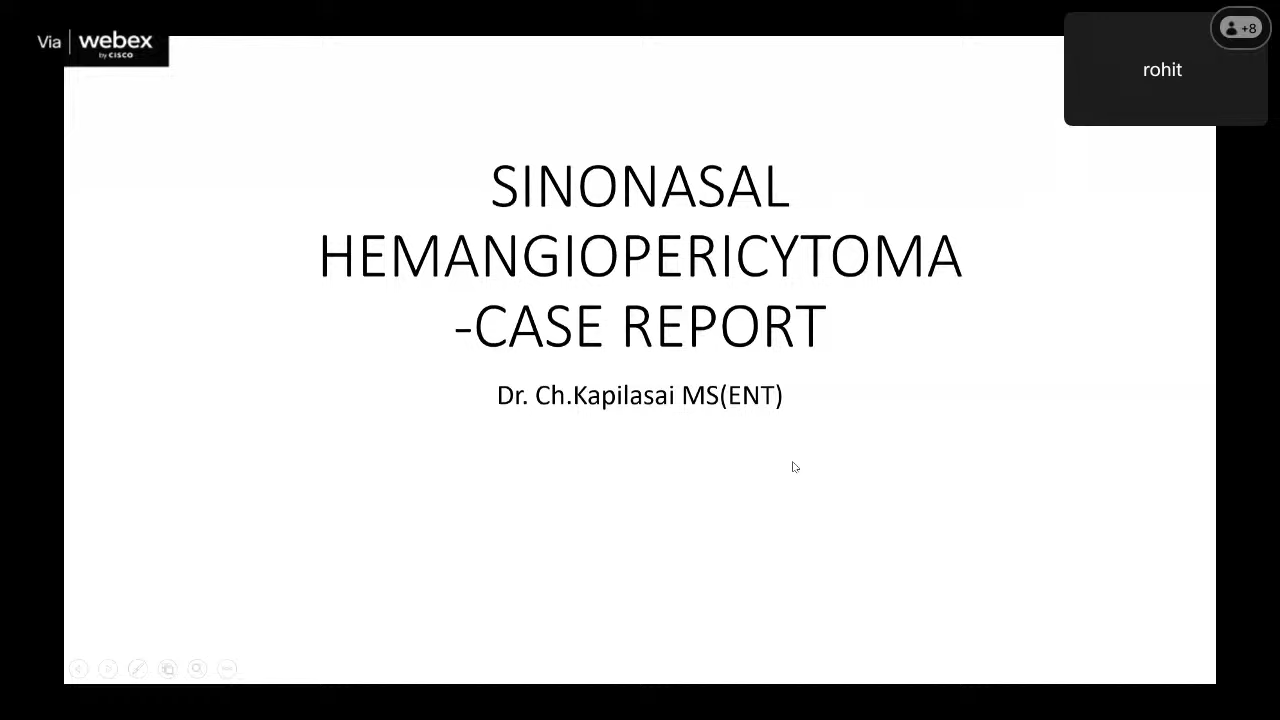 Via webex
by CISCO
+8
rohit
SINONASAL
HEMANGIOPERICYTOMA
-CASE REPORT
Dr. Ch.Kapilasai MS(ENT)